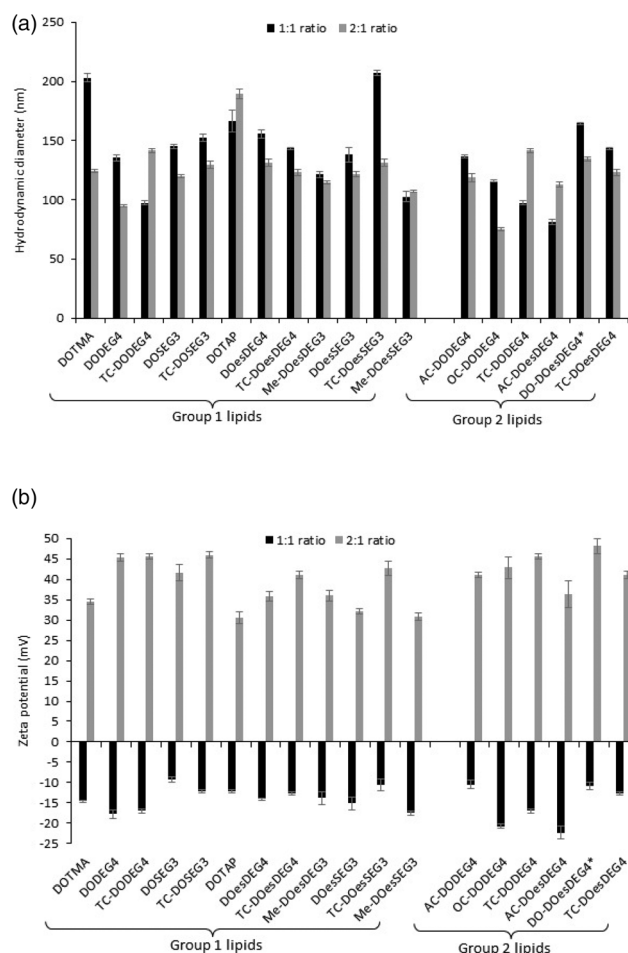 (a)
250
1:1 ratio
2:1 ratio
200
150
100
50
0
Hydrodynamic diameter (nm)
DOTMA
DODEG4
TC-DODEG4
DOSEG3
TC-DOSEG3
DOTAP
DOesDEG4
TC-DOesDEG4
Me-DOesDEG3
DOesSEG3
TC-DOesSEG3
Me-DOesSEG3
AC-DODEG4
OC-DODEG4
TC-DODEG4
AC-DOesDEG4
DO-DOesDEG4*
TC-DOesDEG4
Group 1 lipids
Group 2 lipids
(b)
50
1:1 ratio
2:1 ratio
45
40
35
30
25
20
15
10
5
0
-5
-10
-15
-20
-25
Zeta potential (mV)
DOTMA
DODEG4
TC-DODEG4
DOSEG3
TC-DOSEG3
DOTAP
DOesDEG4
TC-DOesDEG4
Me-DOesDEG3
DOesSEG3
TC-DOesSEG3
Me-DOesSEG3
AC-DODEG4
OC-DODEG4
TC-DODEG4
AC-DOesDEG4
DO-DOesDEG4*
TC-DOesDEG4
Group 1 lipids
Group 2 lipids